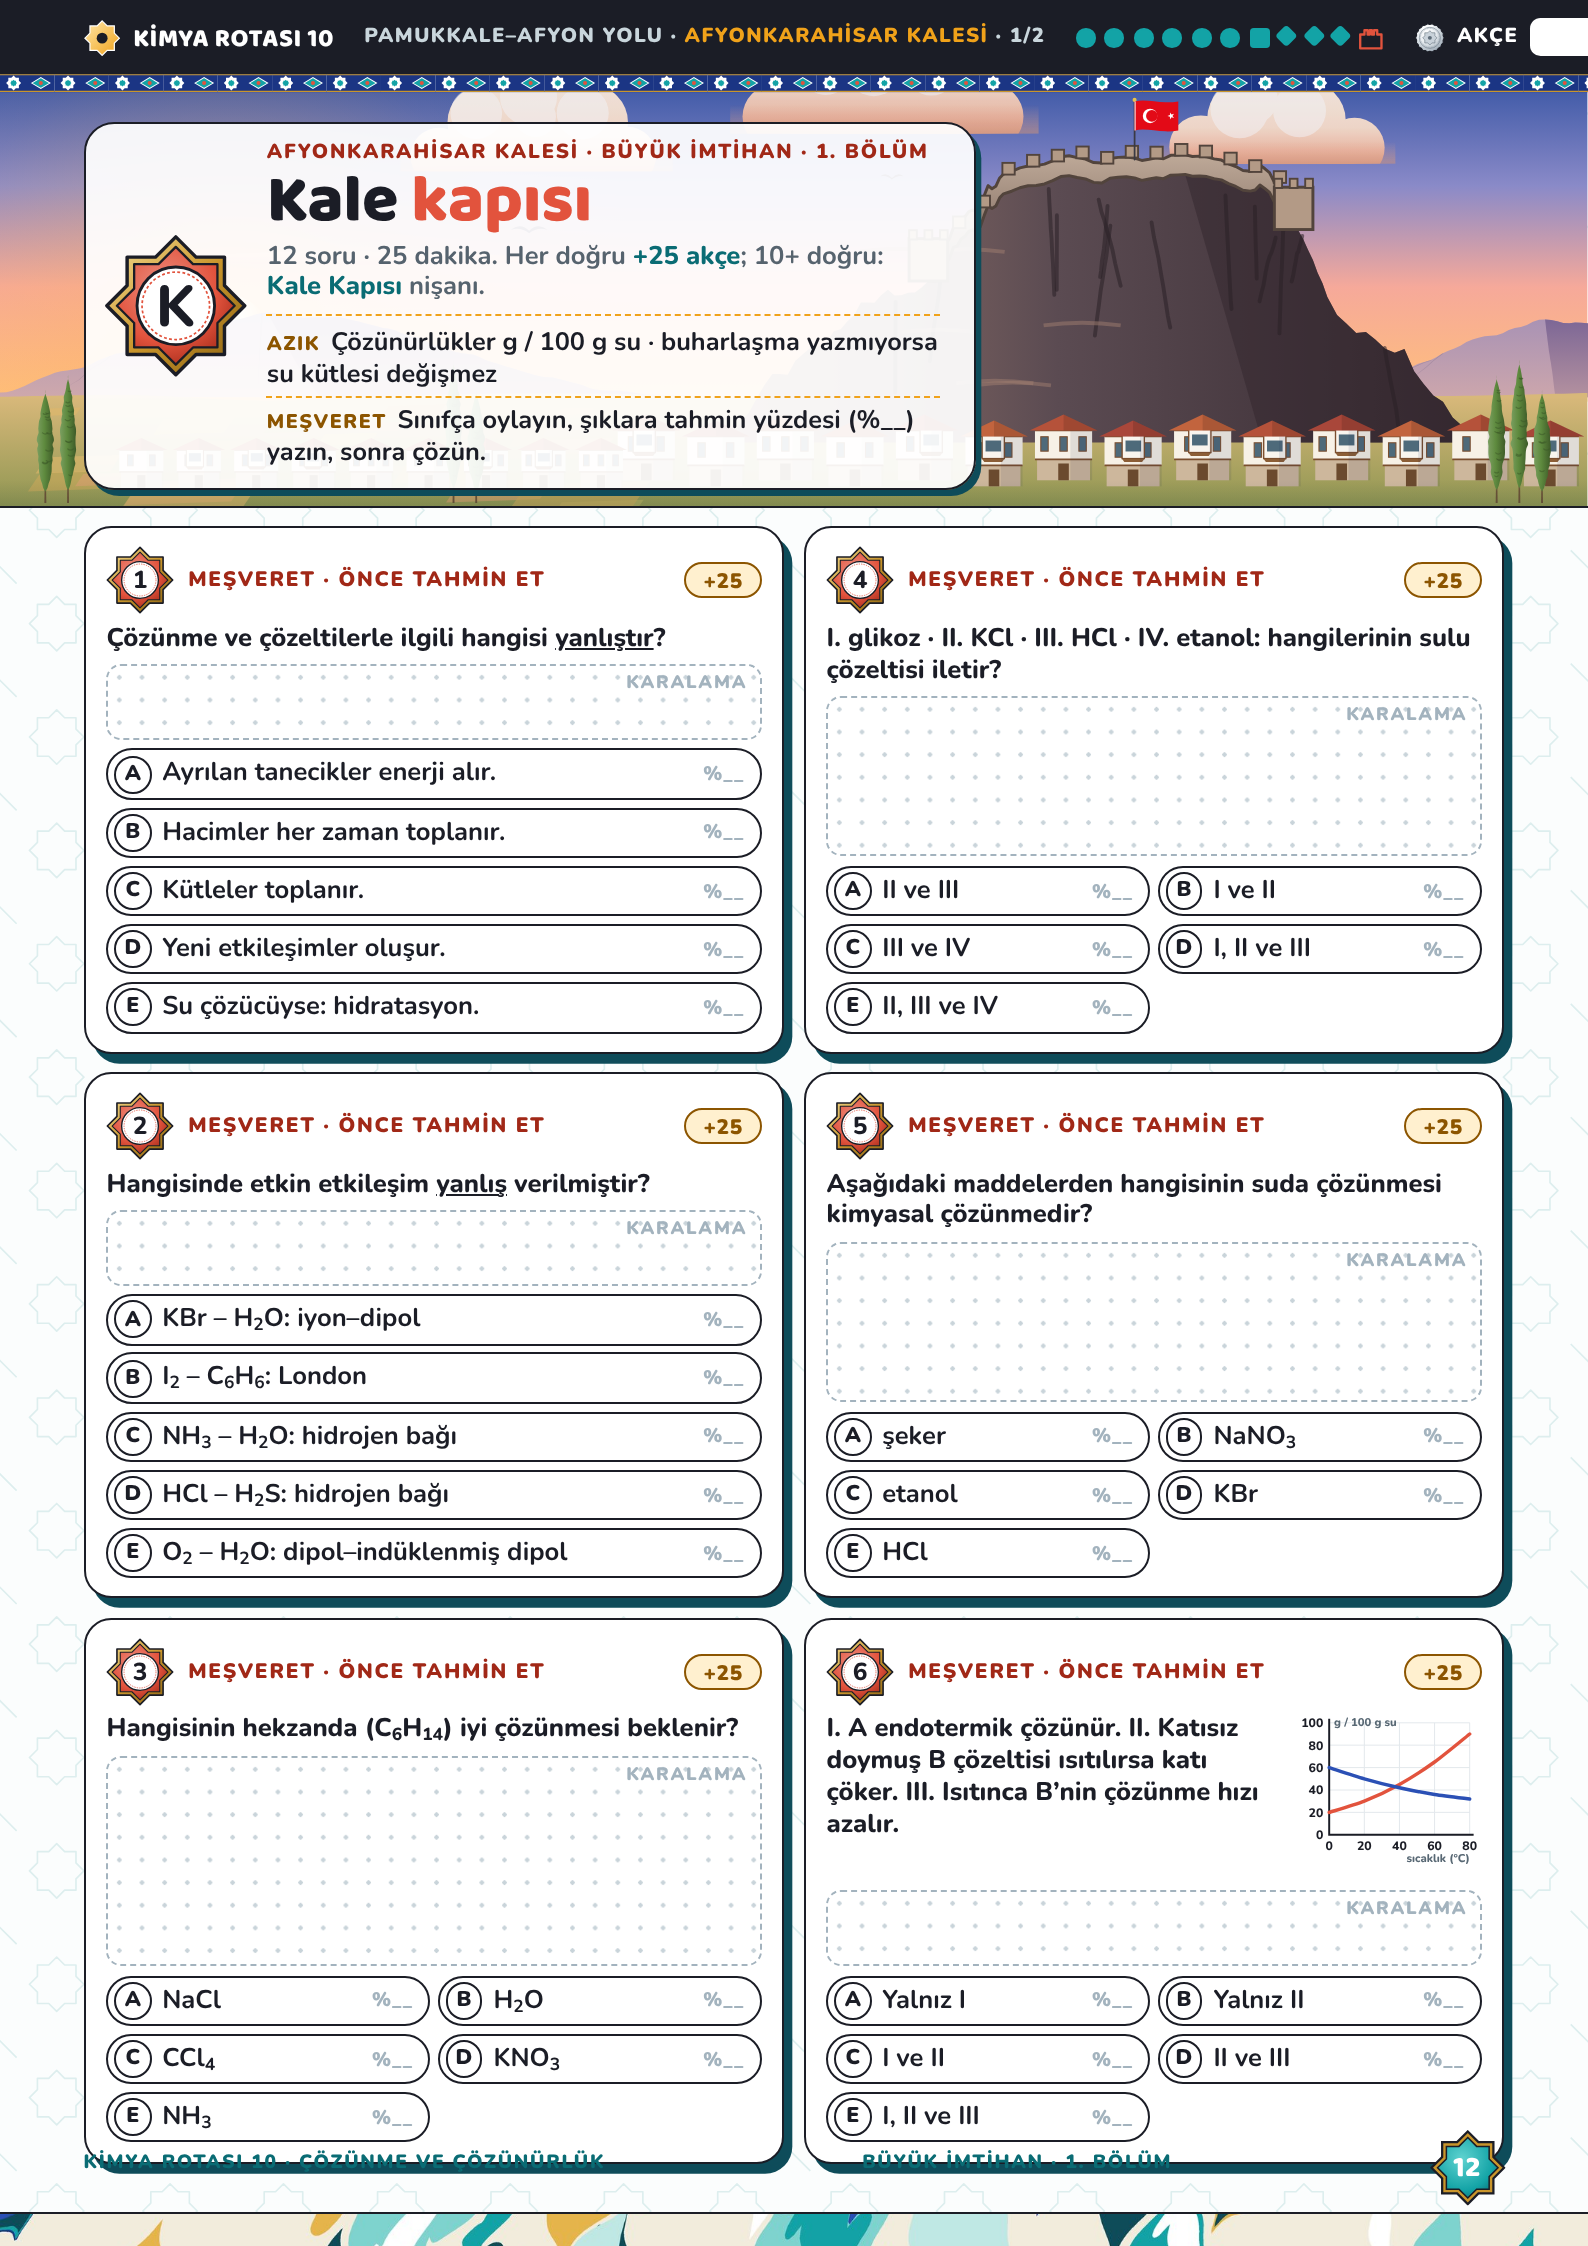 KİMYA ROTASI 10 PAMUKKALE–AFYON YOLU · AFYONKARAHİSAR KALESİ · 1/2 AKÇE
AFYONKARAHİSAR KALESİ · BÜYÜK İMTİHAN · 1. BÖLÜM
Kale kapısı
K
12 soru · 25 dakika. Her doğru +25 akçe; 10+ doğru:
Kale Kapısı nişanı.
AZIK Çözünürlükler g / 100 g su · buharlaşma yazmıyorsa
su kütlesi değişmez
MEŞVERET Sınıfça oylayın, şıklara tahmin yüzdesi (%__)
yazın, sonra çözün.
1 MEŞVERET · ÖNCE TAHMİN ET +25
Çözünme ve çözeltilerle ilgili hangisi yanlıştır?
KARALAMA
A Ayrılan tanecikler enerji alır. %__
B Hacimler her zaman toplanır. %__
C Kütleler toplanır. %__
D Yeni etkileşimler oluşur. %__
E Su çözücüyse: hidratasyon. %__
2 MEŞVERET · ÖNCE TAHMİN ET +25
Hangisinde etkin etkileşim yanlış verilmiştir?
KARALAMA
A KBr – H₂O: iyon–dipol %__
B I₂ – C₆H₆: London %__
C NH₃ – H₂O: hidrojen bağı %__
D HCl – H₂S: hidrojen bağı %__
E O₂ – H₂O: dipol–indüklenmiş dipol %__
3 MEŞVERET · ÖNCE TAHMİN ET +25
Hangisinin hekzanda (C₆H₁₄) iyi çözünmesi beklenir?
KARALAMA
A NaCl %__ B H₂O %__
C CCl₄ %__ D KNO₃ %__
E NH₃ %__
4 MEŞVERET · ÖNCE TAHMİN ET +25
I. glikoz · II. KCl · III. HCl · IV. etanol: hangilerinin sulu
çözeltisi iletir?
KARALAMA
A II ve III %__ B I ve II %__
C III ve IV %__ D I, II ve III %__
E II, III ve IV %__
5 MEŞVERET · ÖNCE TAHMİN ET +25
Aşağıdaki maddelerden hangisinin suda çözünmesi
kimyasal çözünmedir?
KARALAMA
A şeker %__ B NaNO₃ %__
C etanol %__ D KBr %__
E HCl %__
6 MEŞVERET · ÖNCE TAHMİN ET +25
I. A endotermik çözünür. II. Katısız
doymuş B çözeltisi ısıtılırsa katı
çöker. III. Isıtınca B’nin çözünme hızı
azalır.
g / 100 g su
100
80
60
40
20
0
0 20 40 60 80
sıcaklık (°C)
KARALAMA
A Yalnız I %__ B Yalnız II %__
C I ve II %__ D II ve III %__
E I, II ve III %__
KİMYA ROTASI 10 · ÇÖZÜNME VE ÇÖZÜNÜRLÜK BÜYÜK İMTİHAN · 1. BÖLÜM 12